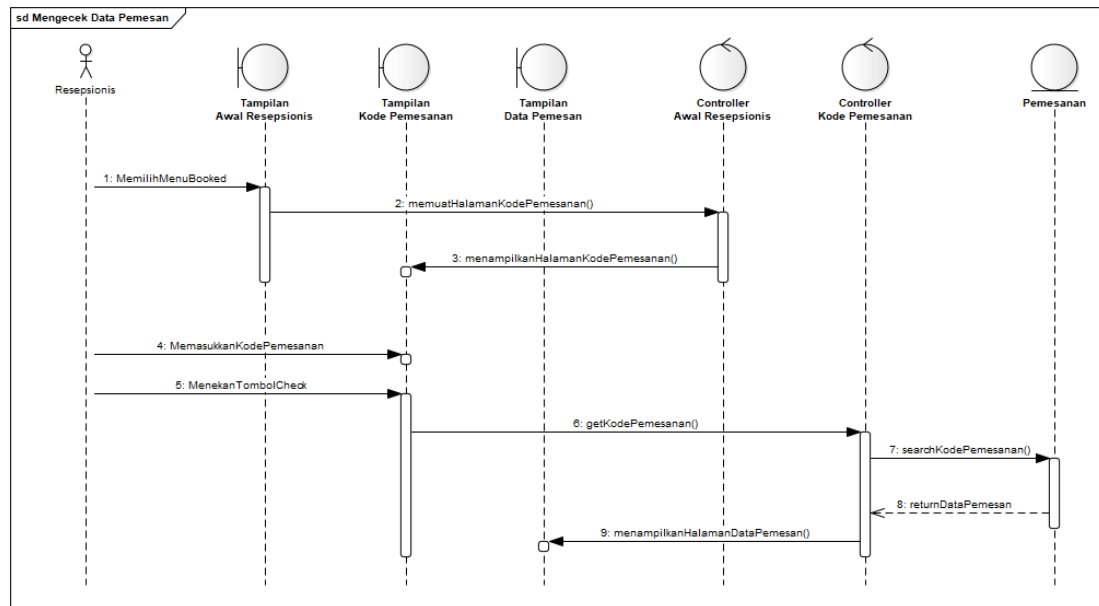 sd Mengecek Data Pemesan
Resepsionis
Tampilan
Awal Resepsionis
Tampilan
Kode Pemesanan
Tampilan
Data Pemesan
Controller
Awal Resepsionis
Controller
Kode Pemesanan
Pemesanan
1: MemilihMenuBooked
2: memuatHalamanKodePemesanan()
3: menampilkanHalamanKodePemesanan()
4: MemasukkanKodePemesanan
5: MenekanTombolCheck
6: getKodePemesanan()
7: searchKodePemesanan()
8: returnDataPemesan
9: menampilkanHalamanDataPemesan()